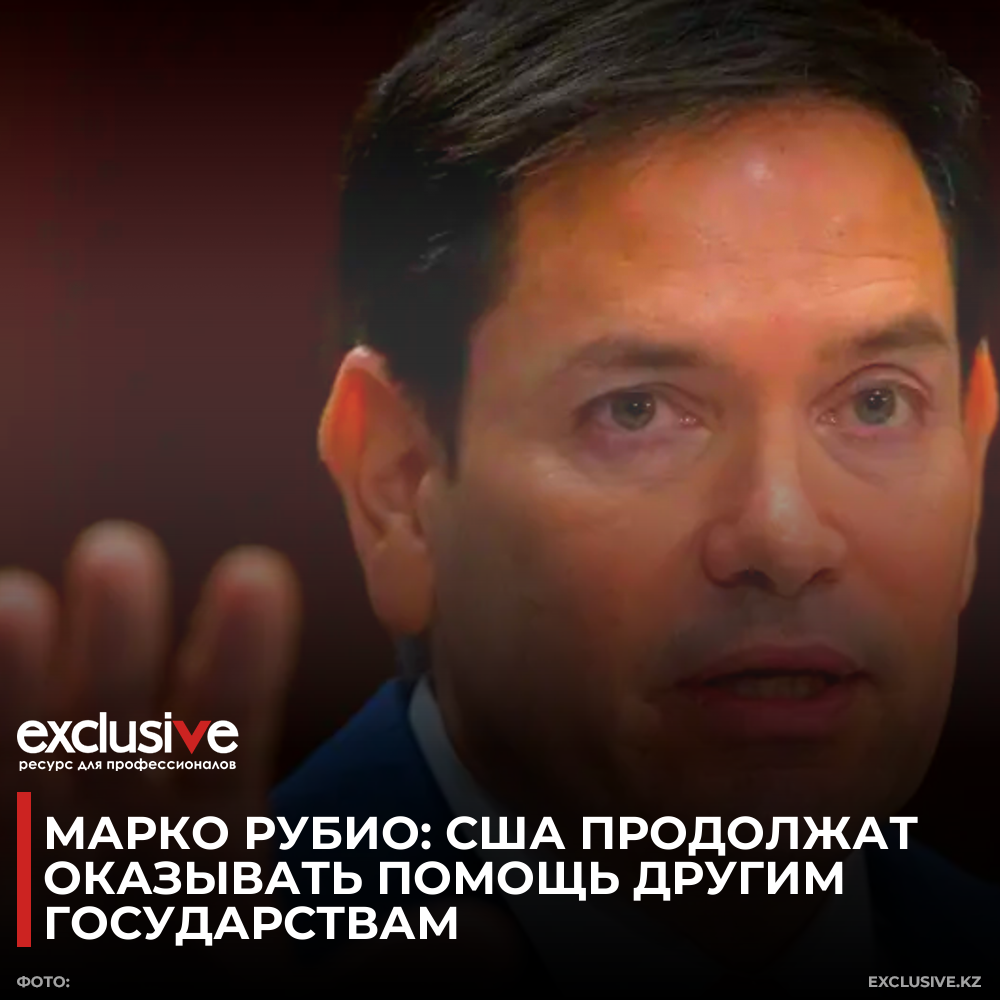 exclusive
ресурс для профессионалов
МАРКО РУБИО: США ПРОДОЛЖАТ
ОКАЗЫВАТЬ ПОМОЩЬ ДРУГИМ
ГОСУДАРСТВАМ
ФОТО:
EXCLUSIVE.KZ